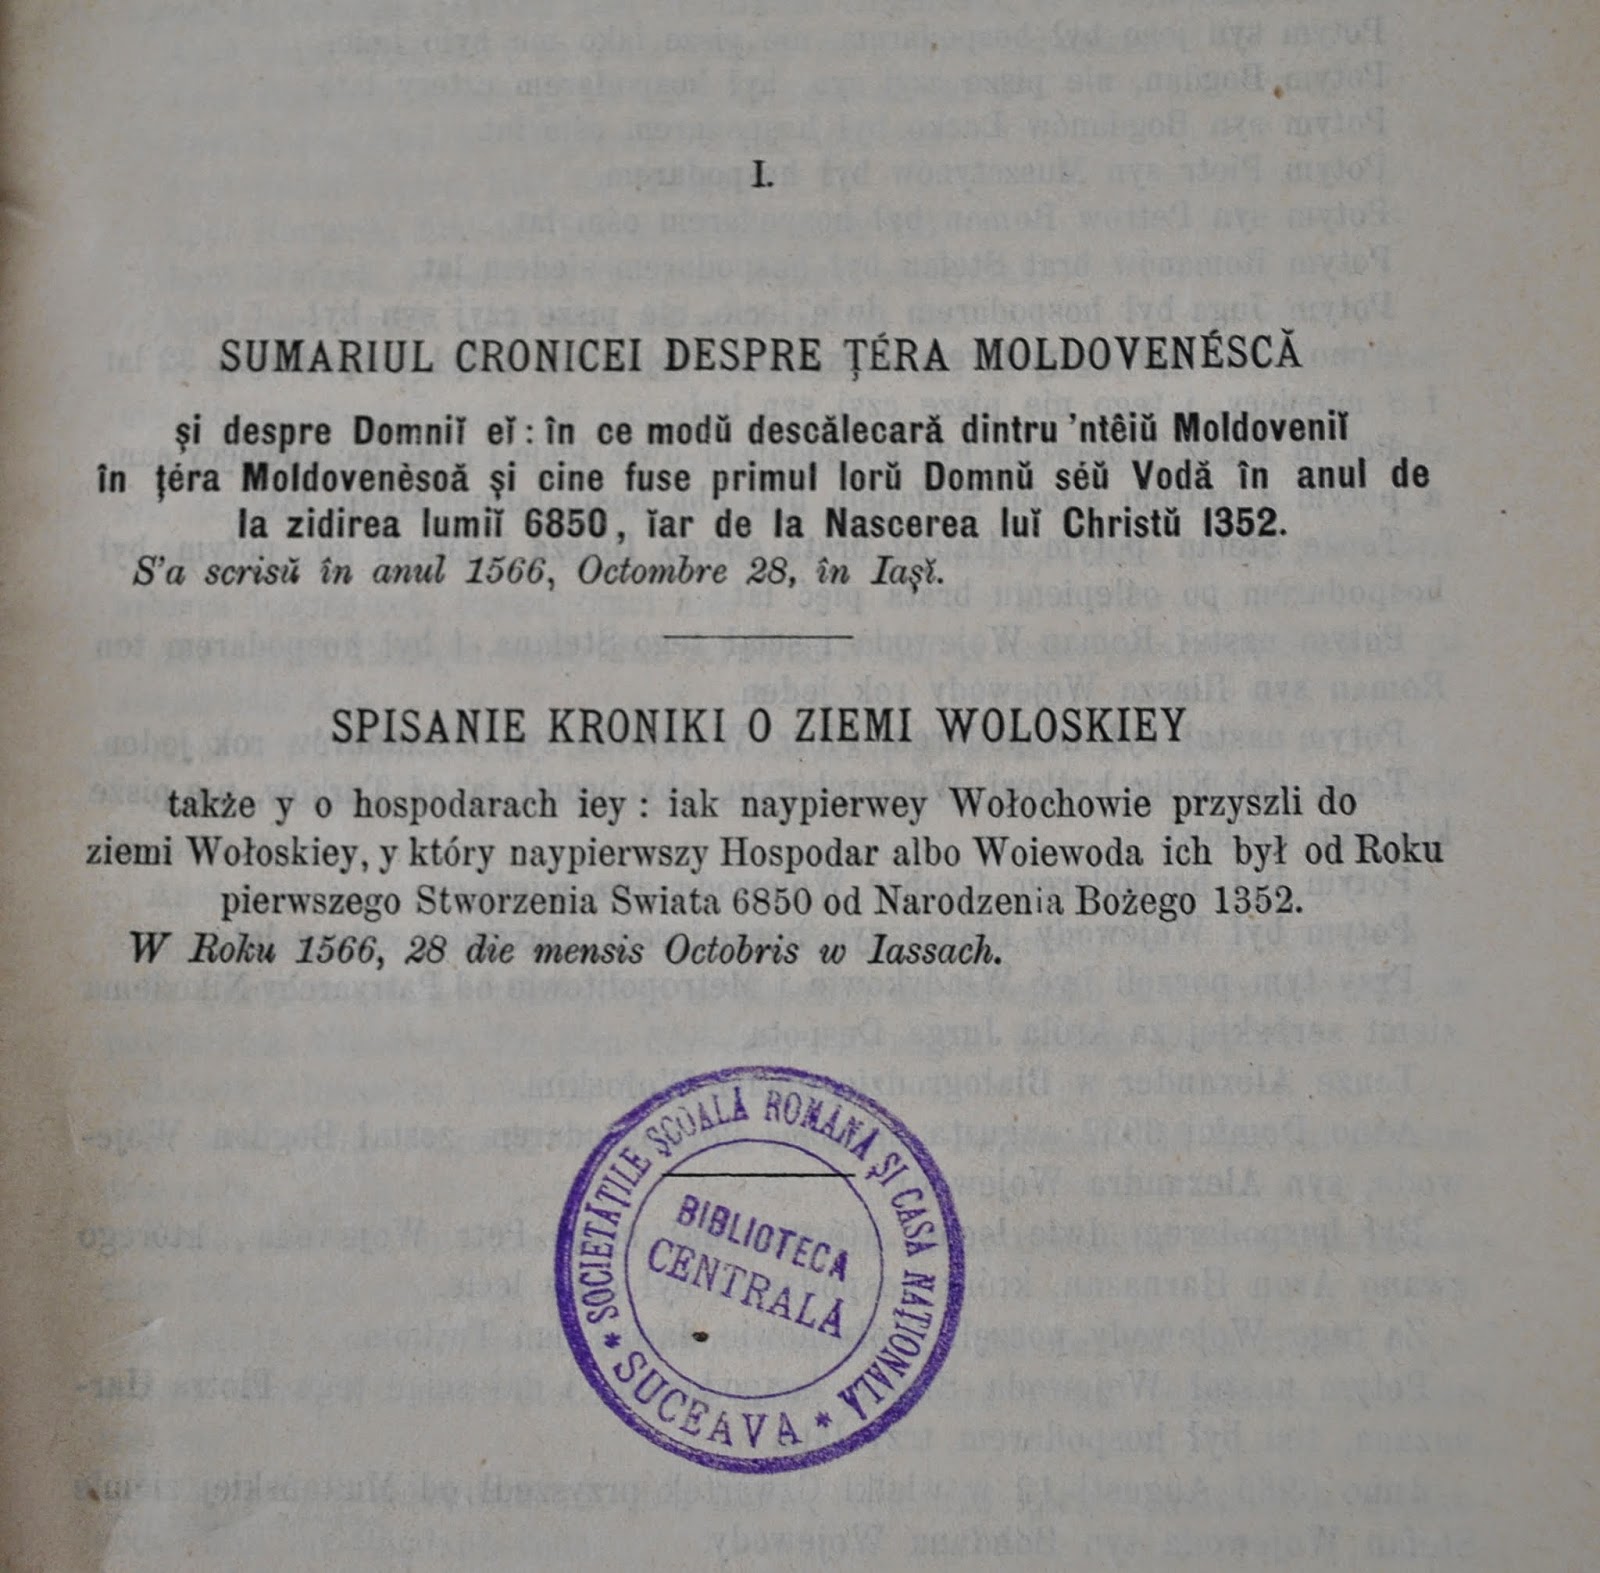 I.
SUMARIUL CRONICEI DESPRE ȚÉRA MOLDOVENÉSCĂ
și despre Domniĭ eĭ : în ce modŭ descălecară dintru 'ntêiŭ Moldoveniĭ
în țéra Moldovenèsoă și cine fuse primul lorŭ Domnŭ séŭ Vodă în anul de
la zidirea lumiĭ 6850, ĭar de la Nascerea luĭ Christŭ 1352.
S'a scrisŭ în anul 1566, Octombre 28, în Iașĭ.
SPISANIE KRONIKI O ZIEMI WOLOSKIEY
także y o hospodarach iey : iak naypierwey Wołochowie przyszli do
ziemi Wołoskiey, y który naypierwszy Hospodar albo Woiewoda ich był od Roku
pierwszego Stworzenia Swiata 6850 od Narodzenia Bożego 1352.
W Roku 1566, 28 die mensis Octobris w Iassach.
SOCIETĂȚILE ȘCOALA ROMÂNĂ ȘI CASA NAȚIONALĂ
BIBLIOTECA
CENTRALĂ
* SUCEAVA *